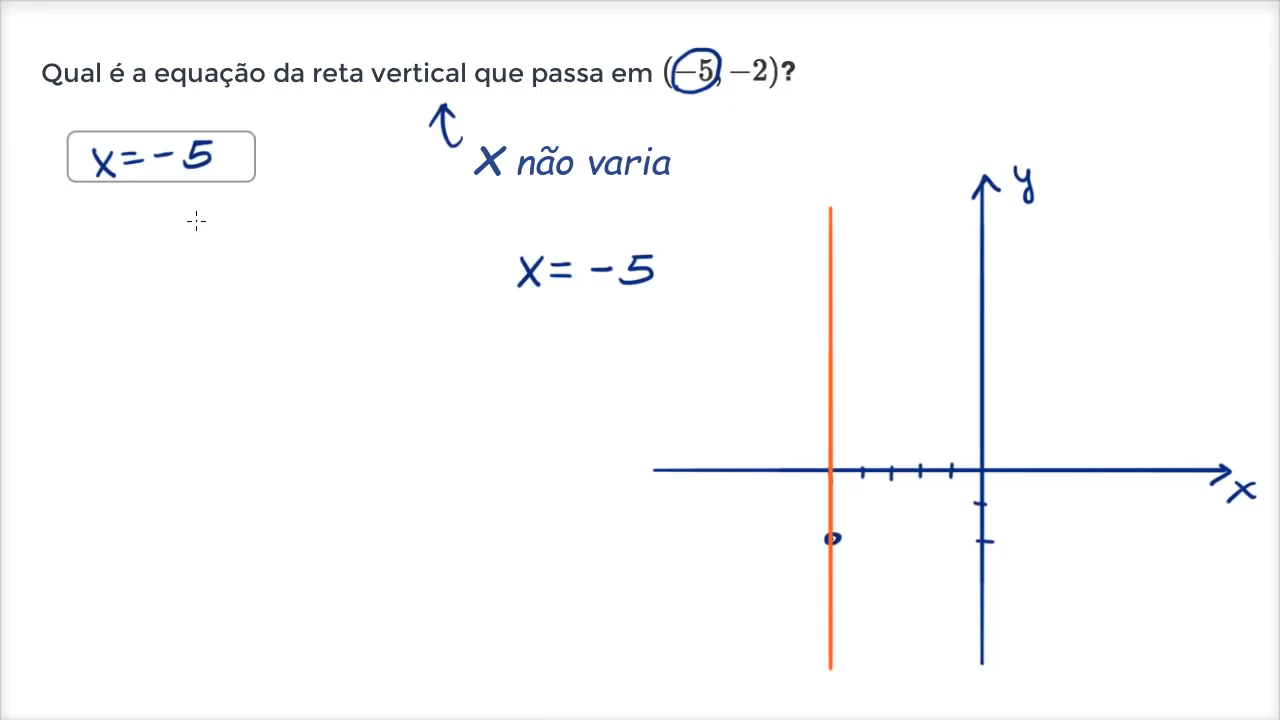 Qual é a equação da reta vertical que passa em (−5, −2)?
x = -5
X não varia
x = -5
y
x